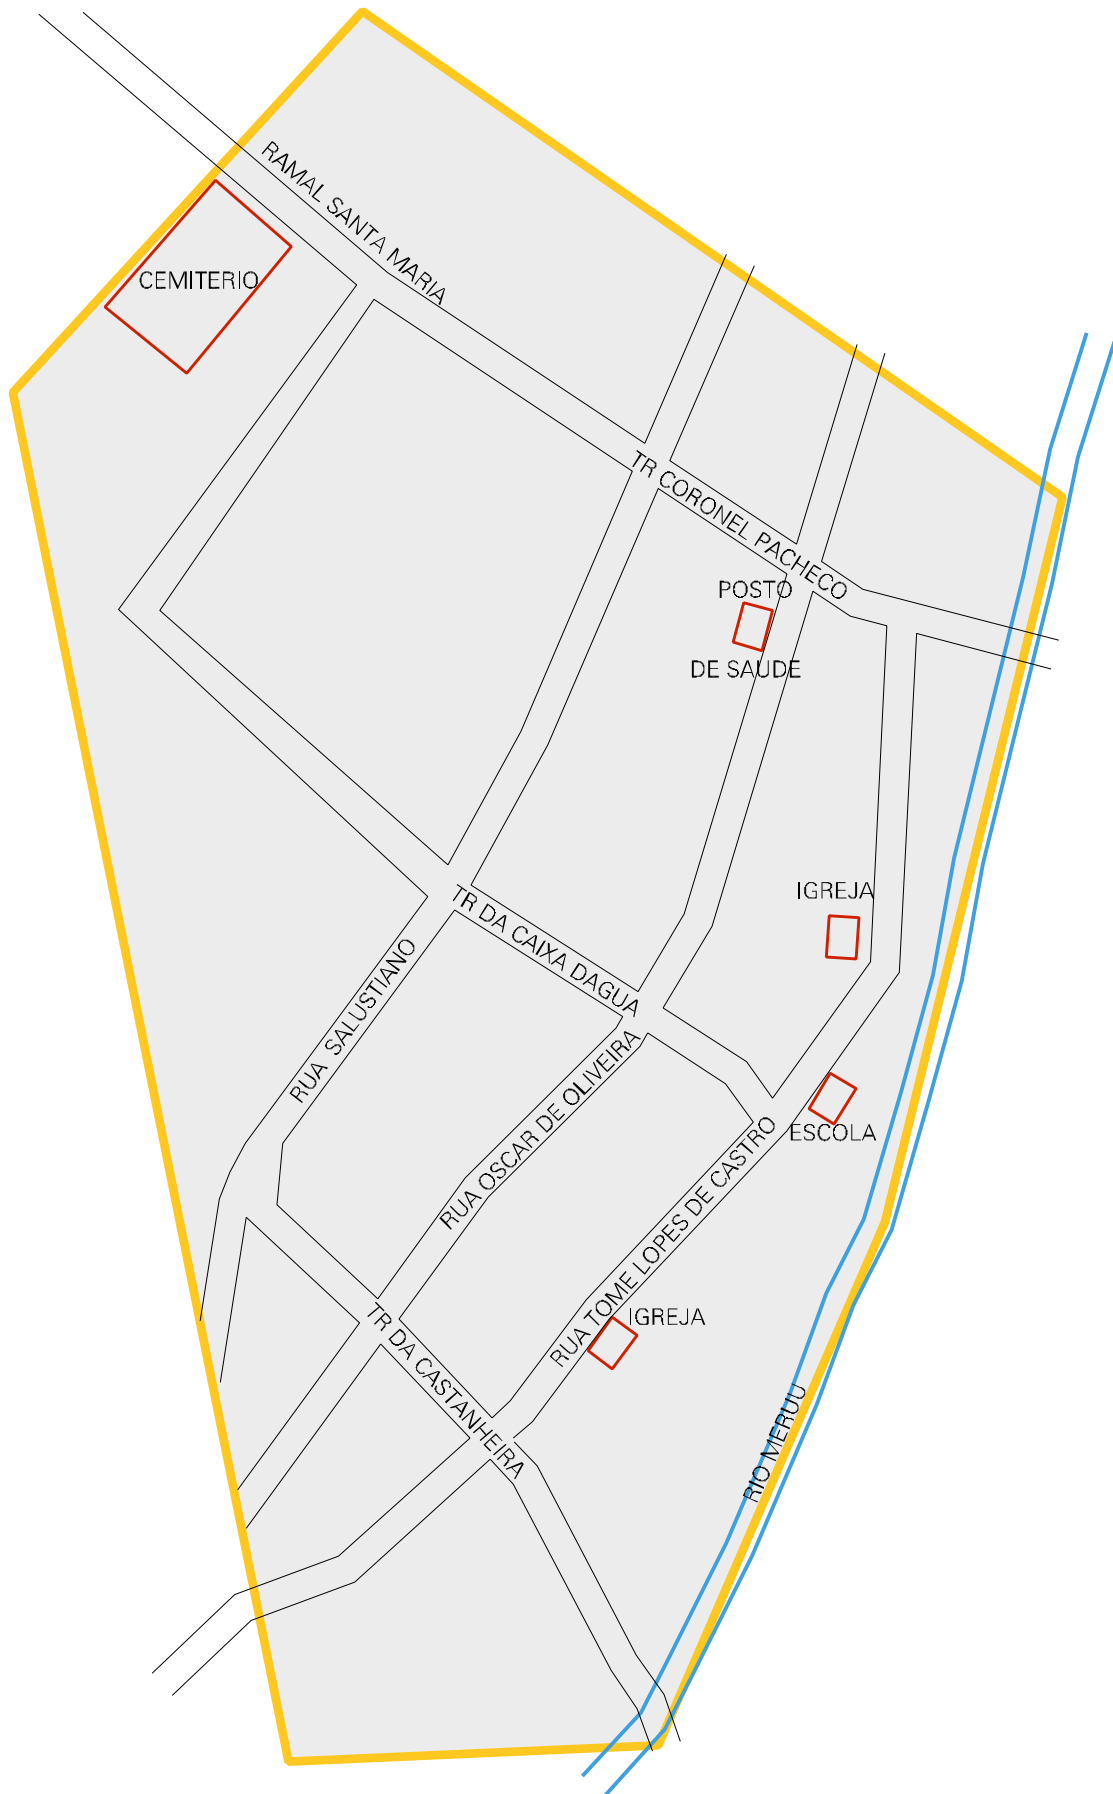 RAMAL SANTA MARIA
CEMITERIO
TR CORONEL PACHECO
POSTO
DE SAUDE
IGREJA
TR DA CAIXA DAGUA
RUA SALUSTIANO
RUA OSCAR DE OLIVEIRA
ESCOLA
RUA TOME LOPES DE CASTRO
IGREJA
TR DA CASTANHEIRA
RIO MERUU